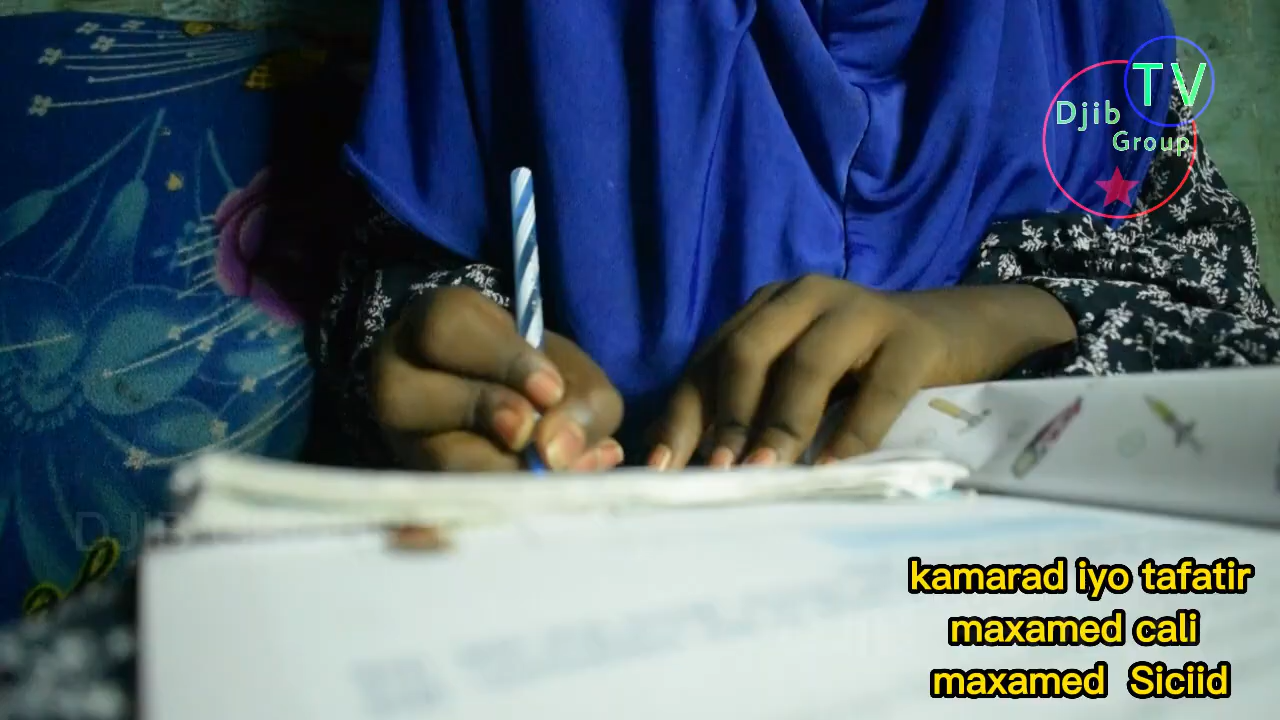 TV
Djib
Group
kamarad iyo tafatir
maxamed cali
maxamed Siciid